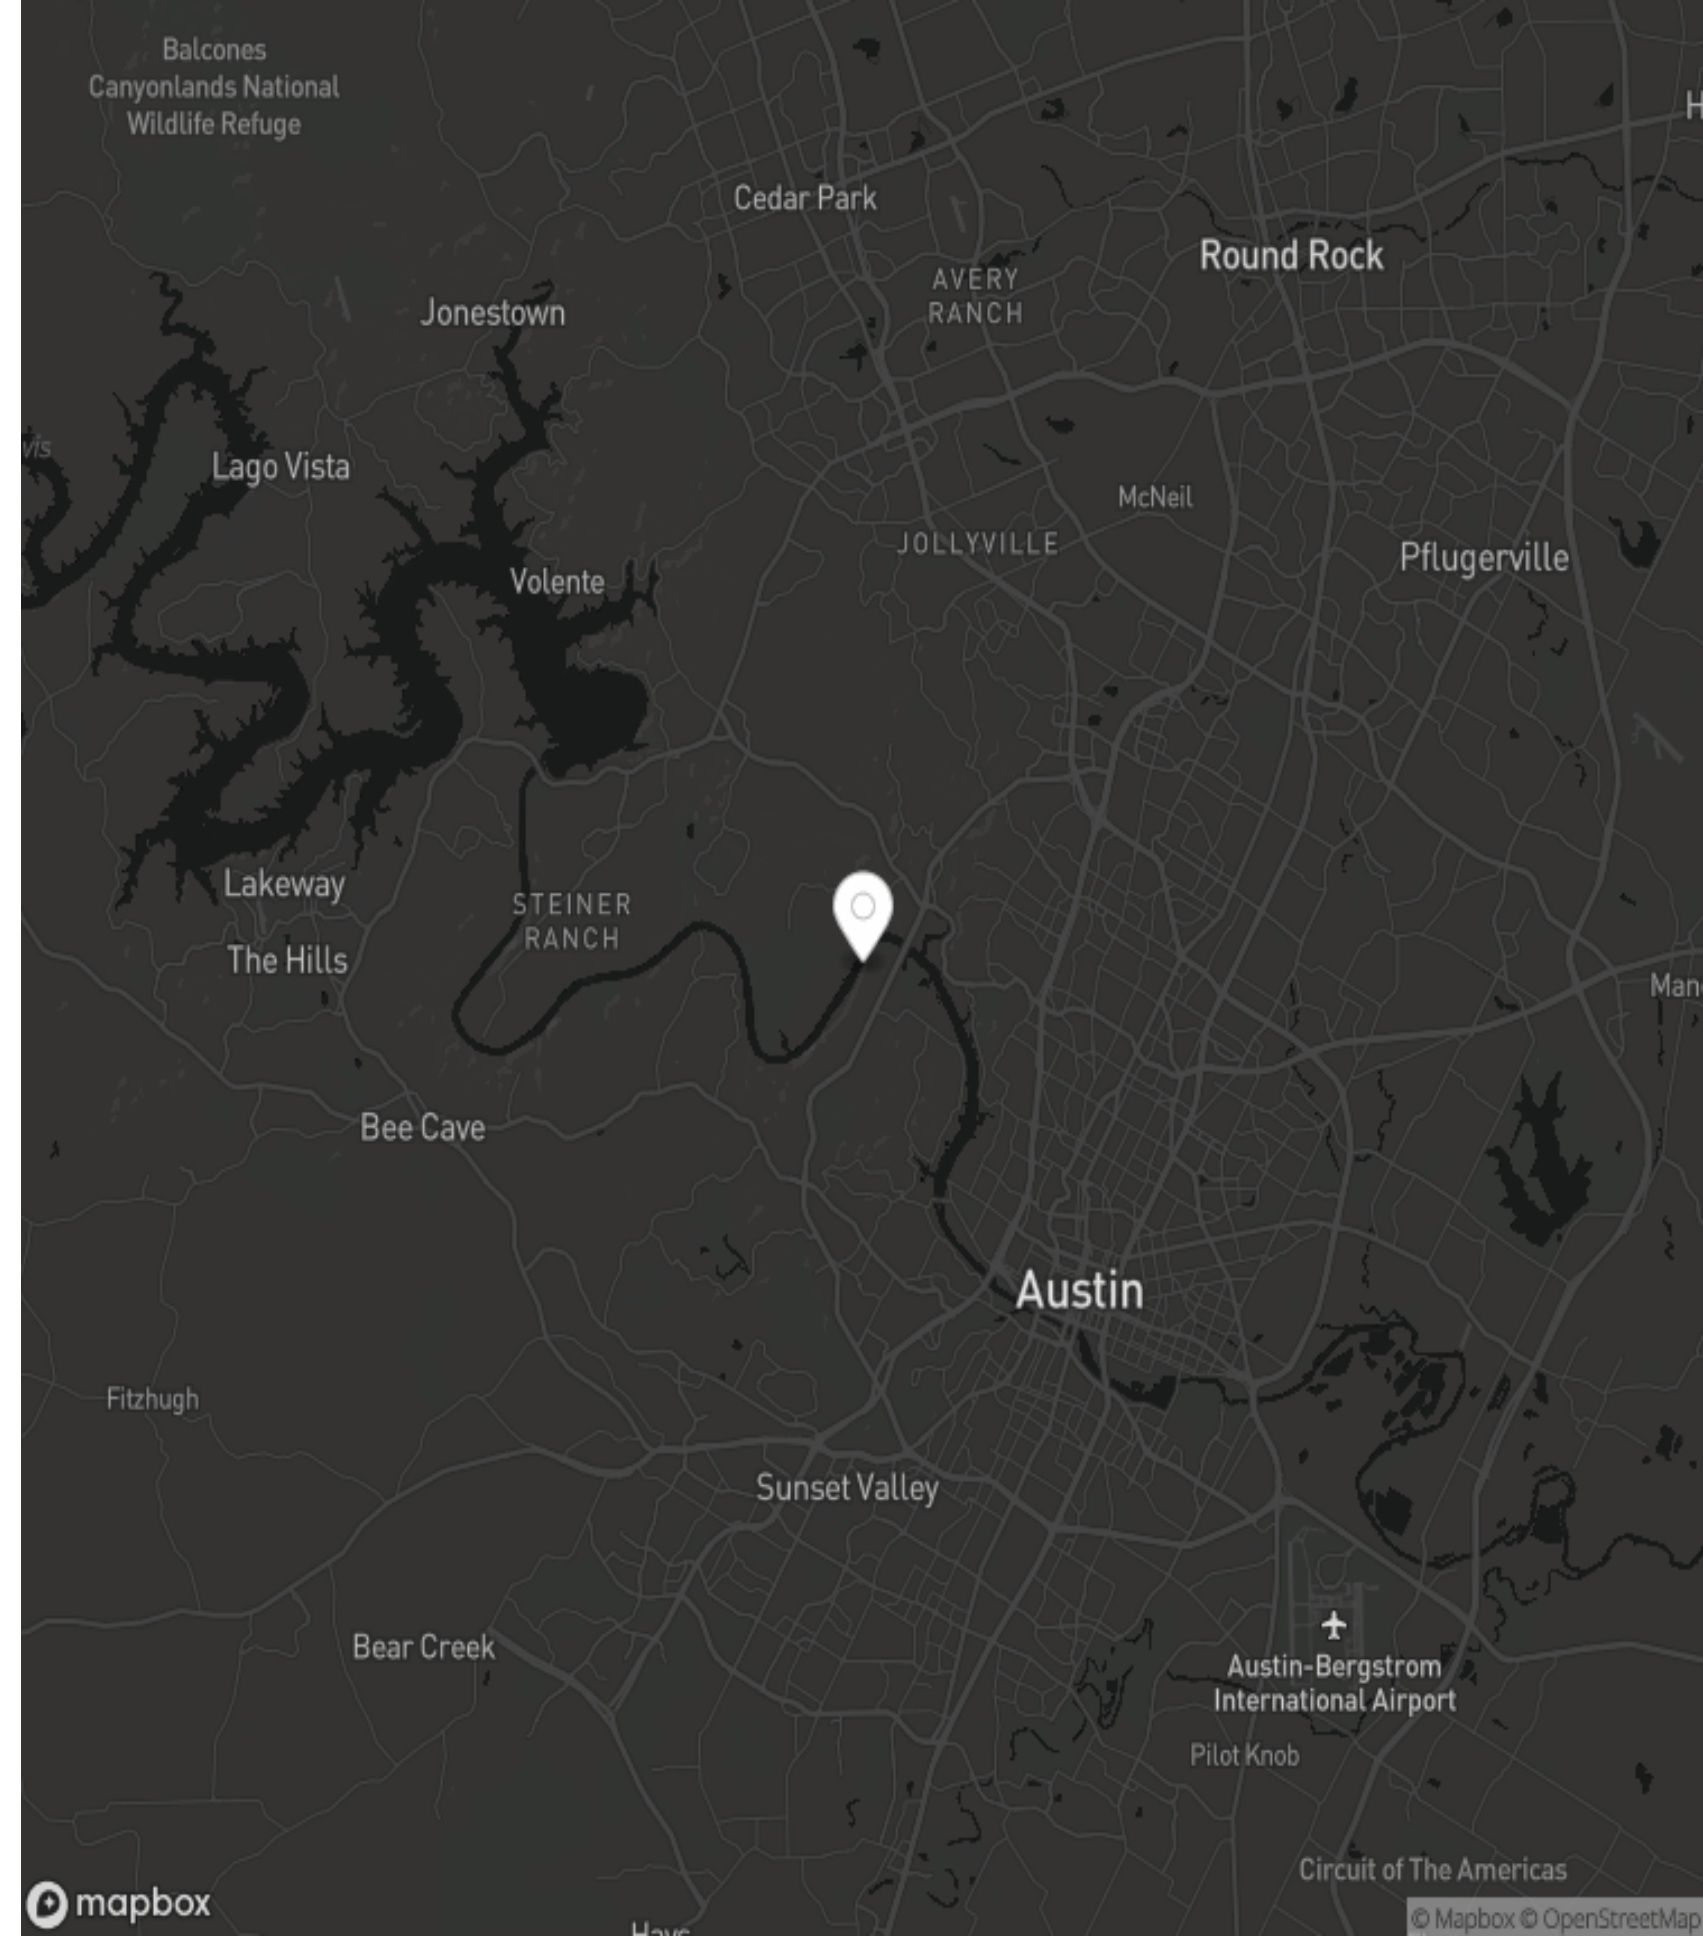 Balcones
Canyonlands National
Wildlife Refuge
H
Cedar Park
Round Rock
AVERY
RANCH
Jonestown
vis
Lago Vista
McNeil
JOLLYVILLE
Pflugerville
Volente
Lakeway
STEINER
RANCH
The Hills
Man
Bee Cave
Austin
Fitzhugh
Sunset Valley
Bear Creek
Austin-Bergstrom
International Airport
Pilot Knob
Circuit of The Americas
mapbox
© Mapbox © OpenStreetMap